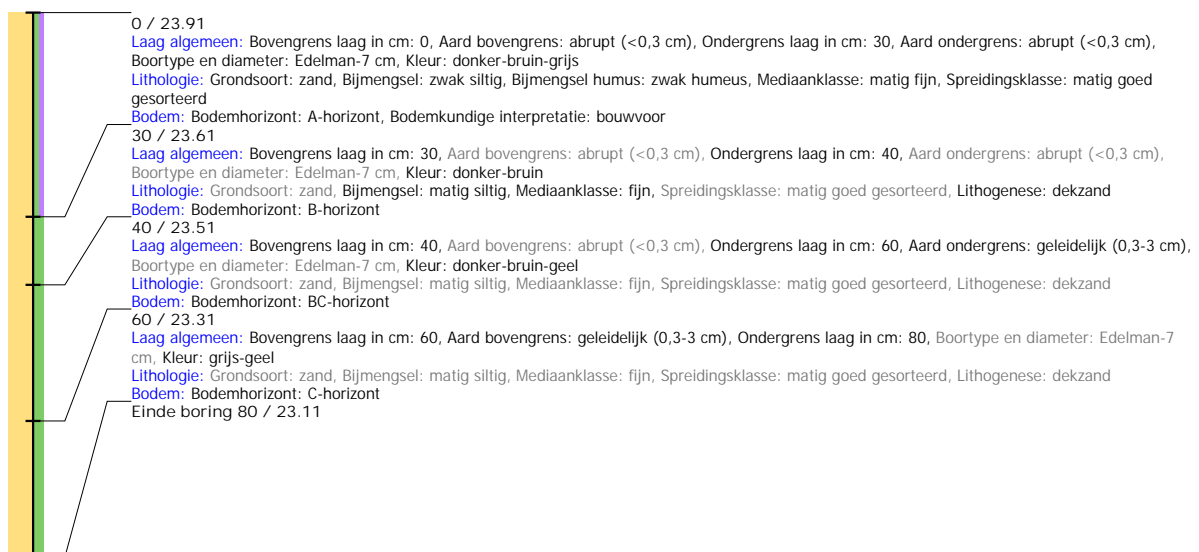 0 / 23.91
Laag algemeen: Bovengrens laag in cm: 0, Aard bovengrens: abrupt (<0,3 cm), Ondergrens laag in cm: 30, Aard ondergrens: abrupt (<0,3 cm),
Boortype en diameter: Edelman-7 cm, Kleur: donker-bruin-grijs
Lithologie: Grondsoort: zand, Bijmengsel: zwak siltig, Bijmengsel humus: zwak humeus, Mediaanklasse: matig fijn, Spreidingsklasse: matig goed
gesorteerd
Bodem: Bodemhorizont: A-horizont, Bodemkundige interpretatie: bouwvoor
30 / 23.61
Laag algemeen: Bovengrens laag in cm: 30, Aard bovengrens: abrupt (<0,3 cm), Ondergrens laag in cm: 40, Aard ondergrens: abrupt (<0,3 cm),
Boortype en diameter: Edelman-7 cm, Kleur: donker-bruin
Lithologie: Grondsoort: zand, Bijmengsel: matig siltig, Mediaanklasse: fijn, Spreidingsklasse: matig goed gesorteerd, Lithogenese: dekzand
Bodem: Bodemhorizont: B-horizont
40 / 23.51
Laag algemeen: Bovengrens laag in cm: 40, Aard bovengrens: abrupt (<0,3 cm), Ondergrens laag in cm: 60, Aard ondergrens: geleidelijk (0,3-3 cm),
Boortype en diameter: Edelman-7 cm, Kleur: donker-bruin-geel
Lithologie: Grondsoort: zand, Bijmengsel: matig siltig, Mediaanklasse: fijn, Spreidingsklasse: matig goed gesorteerd, Lithogenese: dekzand
Bodem: Bodemhorizont: BC-horizont
60 / 23.31
Laag algemeen: Bovengrens laag in cm: 60, Aard bovengrens: geleidelijk (0,3-3 cm), Ondergrens laag in cm: 80, Boortype en diameter: Edelman-7
cm, Kleur: grijs-geel
Lithologie: Grondsoort: zand, Bijmengsel: matig siltig, Mediaanklasse: fijn, Spreidingsklasse: matig goed gesorteerd, Lithogenese: dekzand
Bodem: Bodemhorizont: C-horizont
Einde boring 80 / 23.11